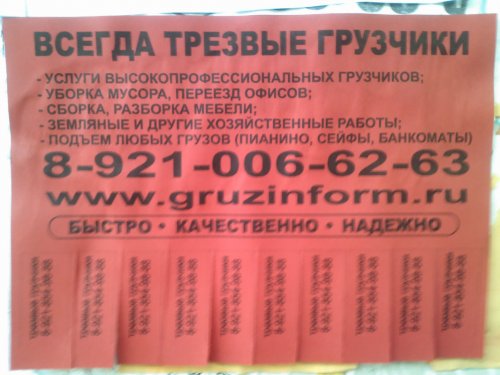 ВСЕГДА ТРЕЗВЫЕ ГРУЗЧИКИ
- УСЛУГИ ВЫСОКОПРОФЕССИОНАЛЬНЫХ ГРУЗЧИКОВ;
- УБОРКА МУСОРА, ПЕРЕЕЗД ОФИСОВ;
- СБОРКА, РАЗБОРКА МЕБЕЛИ;
- ЗЕМЛЯНЫЕ И ДРУГИЕ ХОЗЯЙСТВЕННЫЕ РАБОТЫ;
- ПОДЪЕМ ЛЮБЫХ ГРУЗОВ (ПИАНИНО, СЕЙФЫ, БАНКОМАТЫ)
8-921-006-62-63
www.gruzinform.ru
БЫСТРО • КАЧЕСТВЕННО • НАДЕЖНО